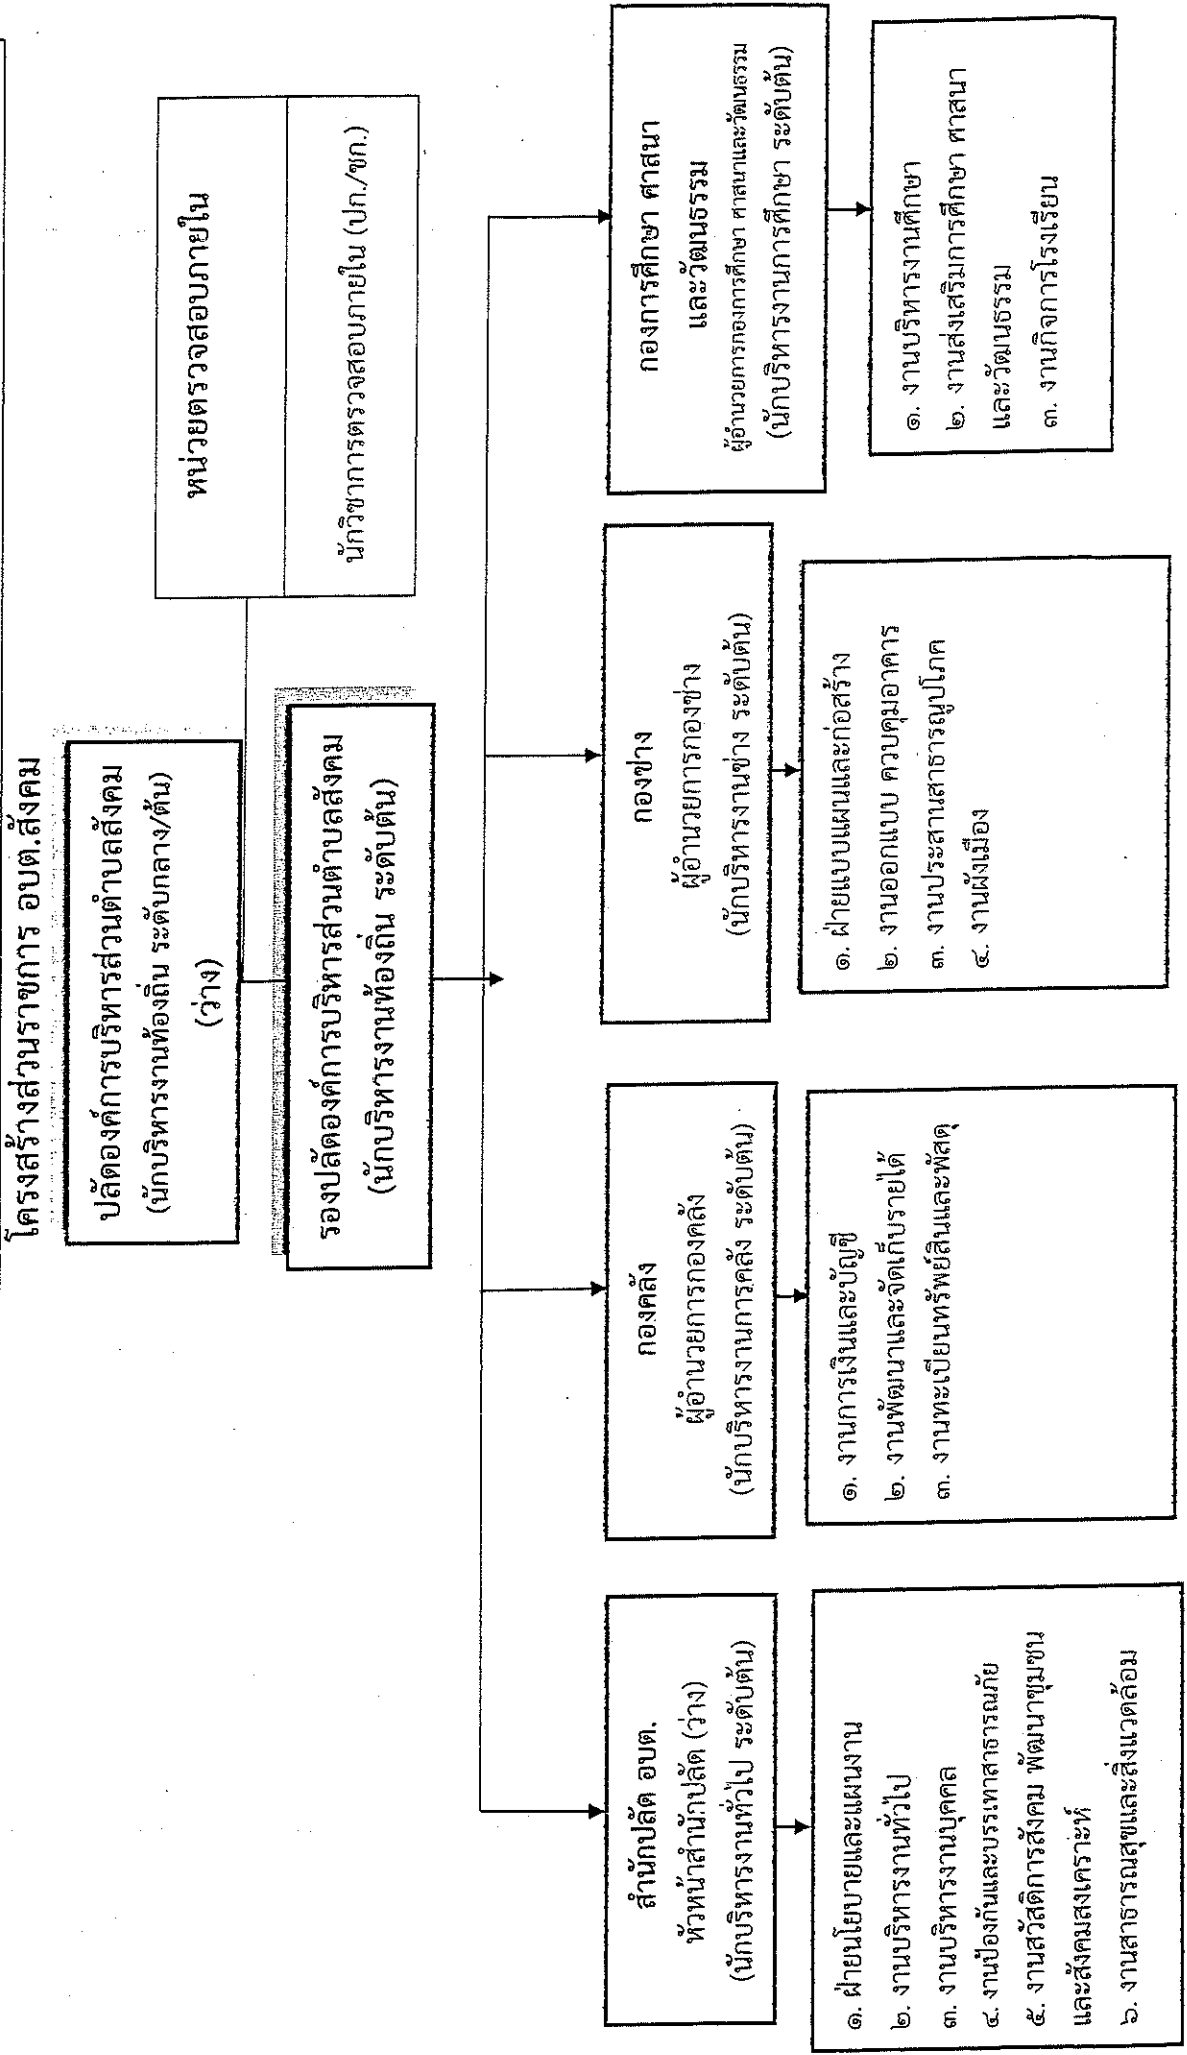 โครงสร้างส่วนราชการ อบต.สังคม
ปลัดองค์การบริหารส่วนตำบลสังคม
(นักบริหารงานท้องถิ่น ระดับกลาง/ต้น)
(ว่าง)
หน่วยตรวจสอบภายใน
นักวิชาการตรวจสอบภายใน (ปก./ชก.)
รองปลัดองค์การบริหารส่วนตำบลสังคม
(นักบริหารงานท้องถิ่น ระดับต้น)
สำนักปลัด อบต.
หัวหน้าสำนักปลัด (ว่าง)
(นักบริหารงานทั่วไป ระดับต้น)
๑. ฝ่ายนโยบายและแผนงาน
๒. งานบริหารงานทั่วไป
๓. งานบริหารงานบุคคล
๔. งานป้องกันและบรรเทาสาธารณภัย
๕. งานสวัสดิการสังคม พัฒนาชุมชน
และสังคมสงเคราะห์
๖. งานสาธารณสุขและสิ่งแวดล้อม
กองคลัง
ผู้อำนวยการกองคลัง
(นักบริหารงานการคลัง ระดับต้น)
๑. งานการเงินและบัญชี
๒. งานพัฒนาและจัดเก็บรายได้
๓. งานทะเบียนทรัพย์สินและพัสดุ
กองช่าง
ผู้อำนวยการกองช่าง
(นักบริหารงานช่าง ระดับต้น)
๑. ฝ่ายแบบแผนและก่อสร้าง
๒. งานออกแบบ ควบคุมอาคาร
๓. งานประสานสาธารณูปโภค
๔. งานผังเมือง
กองการศึกษา ศาสนา
และวัฒนธรรม
ผู้อำนวยการกองการศึกษา ศาสนาและวัฒนธรรม
(นักบริหารงานการศึกษา ระดับต้น)
๑. งานบริหารงานศึกษา
๒. งานส่งเสริมการศึกษา ศาสนา
และวัฒนธรรม
๓. งานกิจการโรงเรียน